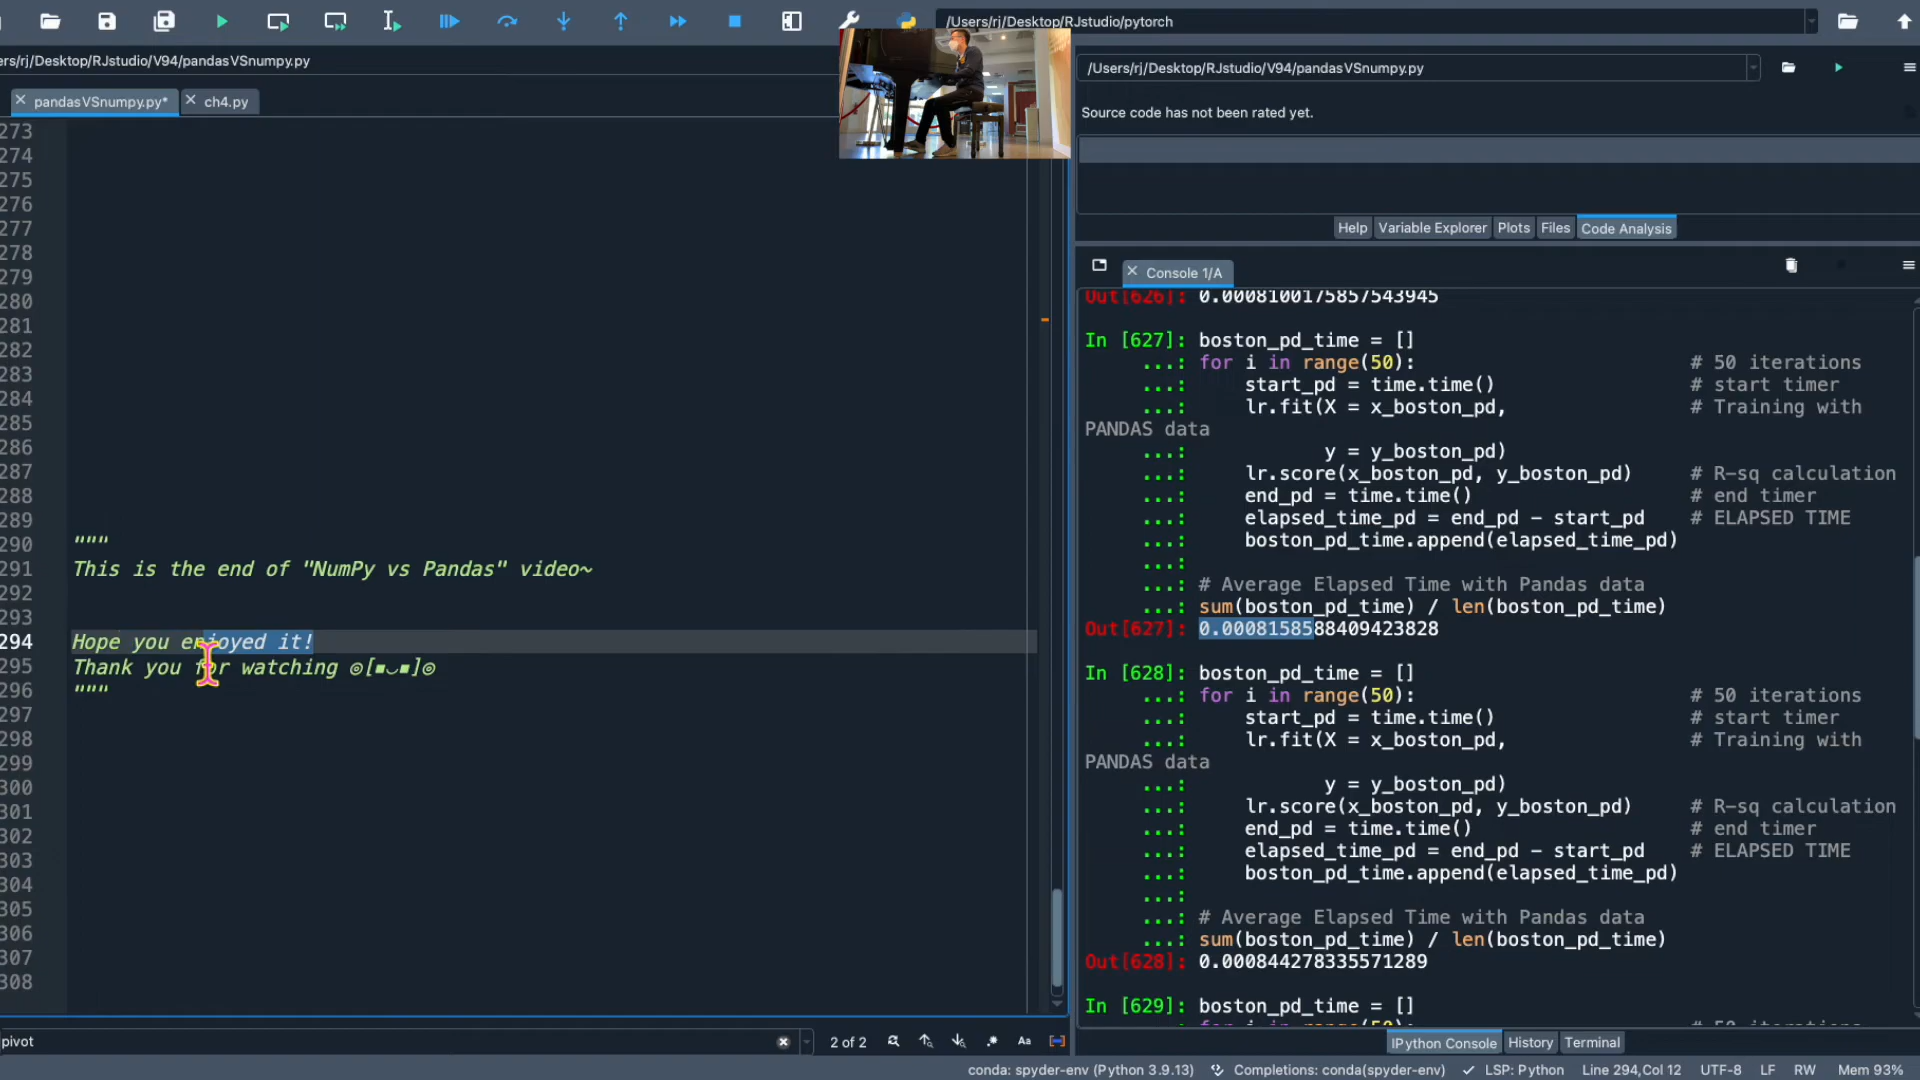 /Users/rj/Desktop/RJstudio/pytorch
ers/rj/Desktop/RJstudio/V94/pandasVSnumpy.py
/Users/rj/Desktop/RJstudio/V94/pandasVSnumpy.py
pandasVSnumpy.py*
ch4.py
Source code has not been rated yet.
Help
Variable Explorer
Plots
Files
Code Analysis
273
274
275
276
277
278
279
280
281
282
283
284
285
286
287
288
289
290 """
291 This is the end of "NumPy vs Pandas" video~
292
293
294 Hope you enjoyed it!
295 Thank you for watching ◎[▪◡▪]◎
296 """
297
298
299
300
301
302
303
304
305
306
307
308
Console 1/A
Out[626]: 0.0008100175857543945
In [627]: boston_pd_time = []
...: for i in range(50): # 50 iterations
...: start_pd = time.time() # start timer
...: lr.fit(X = x_boston_pd, # Training with
PANDAS data
...: y = y_boston_pd)
...: lr.score(x_boston_pd, y_boston_pd) # R-sq calculation
...: end_pd = time.time() # end timer
...: elapsed_time_pd = end_pd - start_pd # ELAPSED TIME
...: boston_pd_time.append(elapsed_time_pd)
...:
...: # Average Elapsed Time with Pandas data
...: sum(boston_pd_time) / len(boston_pd_time)
Out[627]: 0.0008158588409423828
In [628]: boston_pd_time = []
...: for i in range(50): # 50 iterations
...: start_pd = time.time() # start timer
...: lr.fit(X = x_boston_pd, # Training with
PANDAS data
...: y = y_boston_pd)
...: lr.score(x_boston_pd, y_boston_pd) # R-sq calculation
...: end_pd = time.time() # end timer
...: elapsed_time_pd = end_pd - start_pd # ELAPSED TIME
...: boston_pd_time.append(elapsed_time_pd)
...:
...: # Average Elapsed Time with Pandas data
...: sum(boston_pd_time) / len(boston_pd_time)
Out[628]: 0.0008444278335571289
In [629]: boston_pd_time = []
...: for i in range(50): # 50 iterations
pivot
2 of 2
Aa
IPython Console
History
Terminal
conda: spyder-env (Python 3.9.13)
Completions: conda(spyder-env)
LSP: Python
Line 294,Col 12
UTF-8
LF
RW
Mem 93%